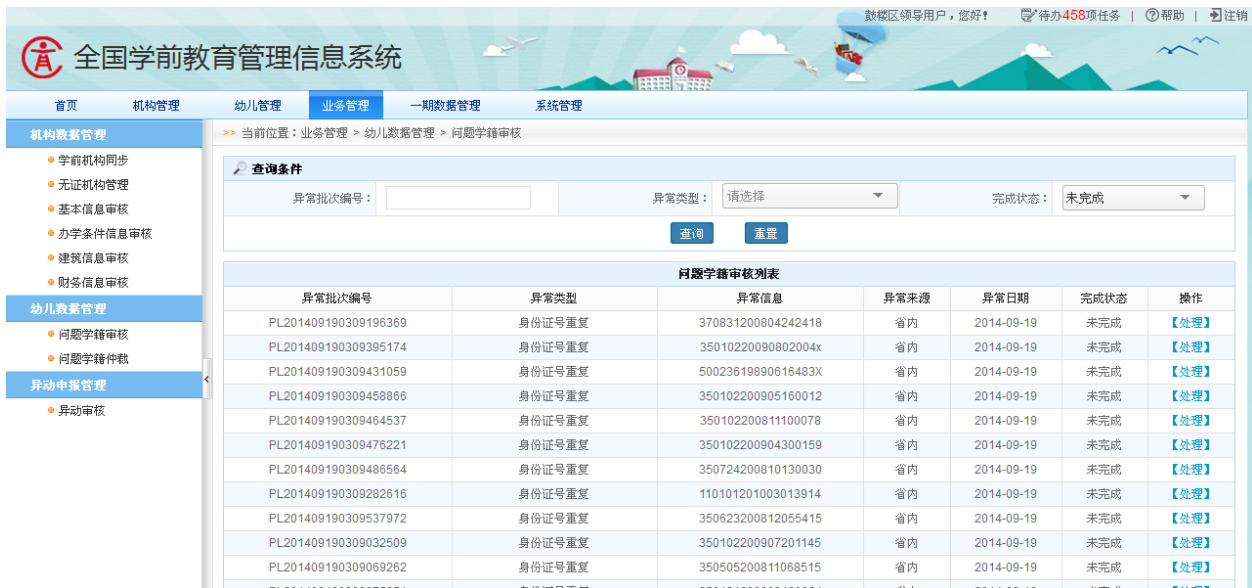 鼓楼区领导用户，您好！ 待办458项任务 | 帮助 | 注销
全国学前教育管理信息系统
首页 机构管理 幼儿管理 业务管理 一期数据管理 系统管理
机构数据管理
学前机构同步
无证机构管理
基本信息审核
办学条件信息审核
建筑信息审核
财务信息审核
幼儿数据管理
问题学籍审核
问题学籍仲裁
异动申报管理
异动审核
>> 当前位置：业务管理 > 幼儿数据管理 > 问题学籍审核
查询条件
异常批次编号： 异常类型： 请选择 完成状态： 未完成
查询 重置
问题学籍审核列表
异常批次编号 异常类型 异常信息 异常来源 异常日期 完成状态 操作
PL201409190309196369 身份证号重复 370831200804242418 省内 2014-09-19 未完成 【处理】
PL201409190309395174 身份证号重复 35010220090802004x 省内 2014-09-19 未完成 【处理】
PL201409190309431059 身份证号重复 50023619890616483X 省内 2014-09-19 未完成 【处理】
PL201409190309458866 身份证号重复 350102200905160012 省内 2014-09-19 未完成 【处理】
PL201409190309464537 身份证号重复 350102200811100078 省内 2014-09-19 未完成 【处理】
PL201409190309476221 身份证号重复 350102200904300159 省内 2014-09-19 未完成 【处理】
PL201409190309486564 身份证号重复 350724200810130030 省内 2014-09-19 未完成 【处理】
PL201409190309282616 身份证号重复 110101201003013914 省内 2014-09-19 未完成 【处理】
PL201409190309537972 身份证号重复 350623200812055415 省内 2014-09-19 未完成 【处理】
PL201409190309032509 身份证号重复 350102200907201145 省内 2014-09-19 未完成 【处理】
PL201409190309069262 身份证号重复 350505200811068515 省内 2014-09-19 未完成 【处理】